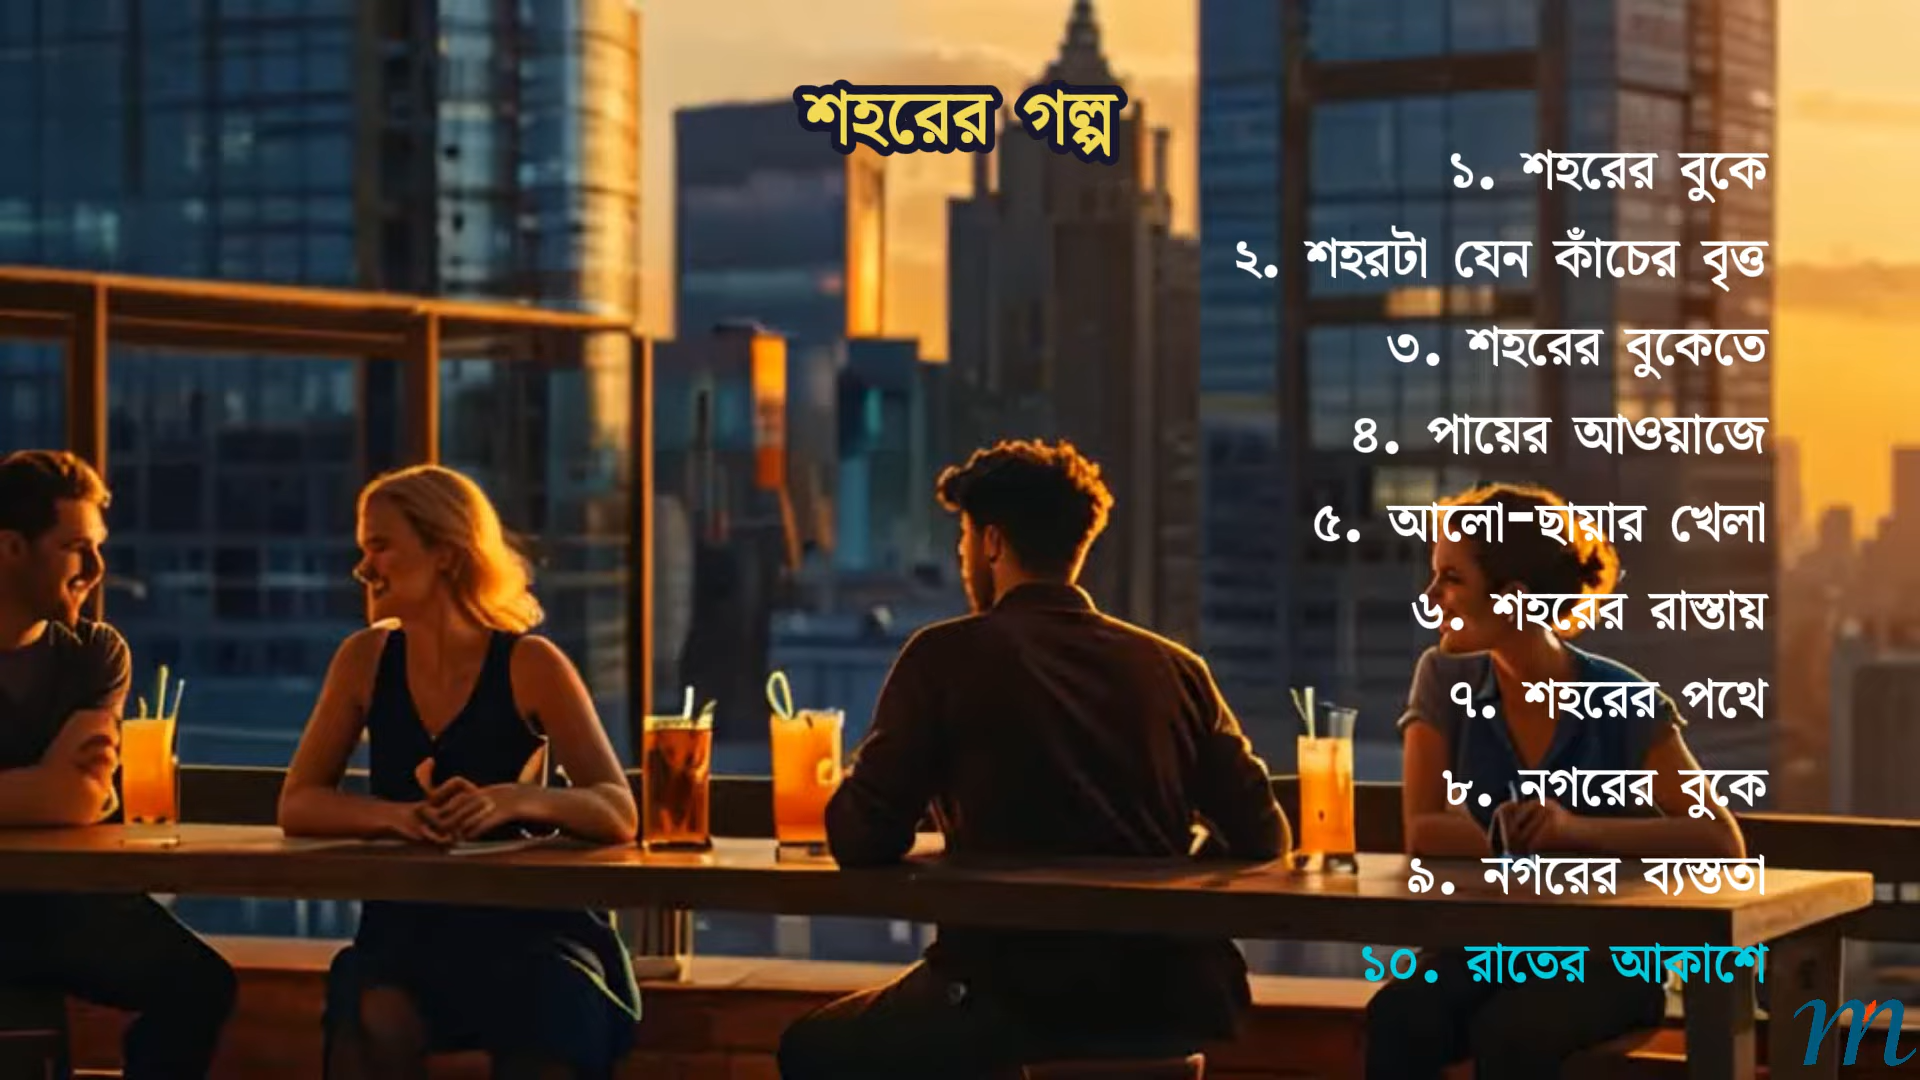 শহরের গল্প
১. শহরের বুকে
২. শহরটা যেন কাঁচের বৃত্ত
৩. শহরের বুকেতে
৪. পায়ের আওয়াজে
৫. আলো-ছায়ার খেলা
৬. শহরের রাস্তায়
৭. শহরের পথে
৮. নগরের বুকে
৯. নগরের ব্যস্ততা
১০. রাতের আকাশে
m